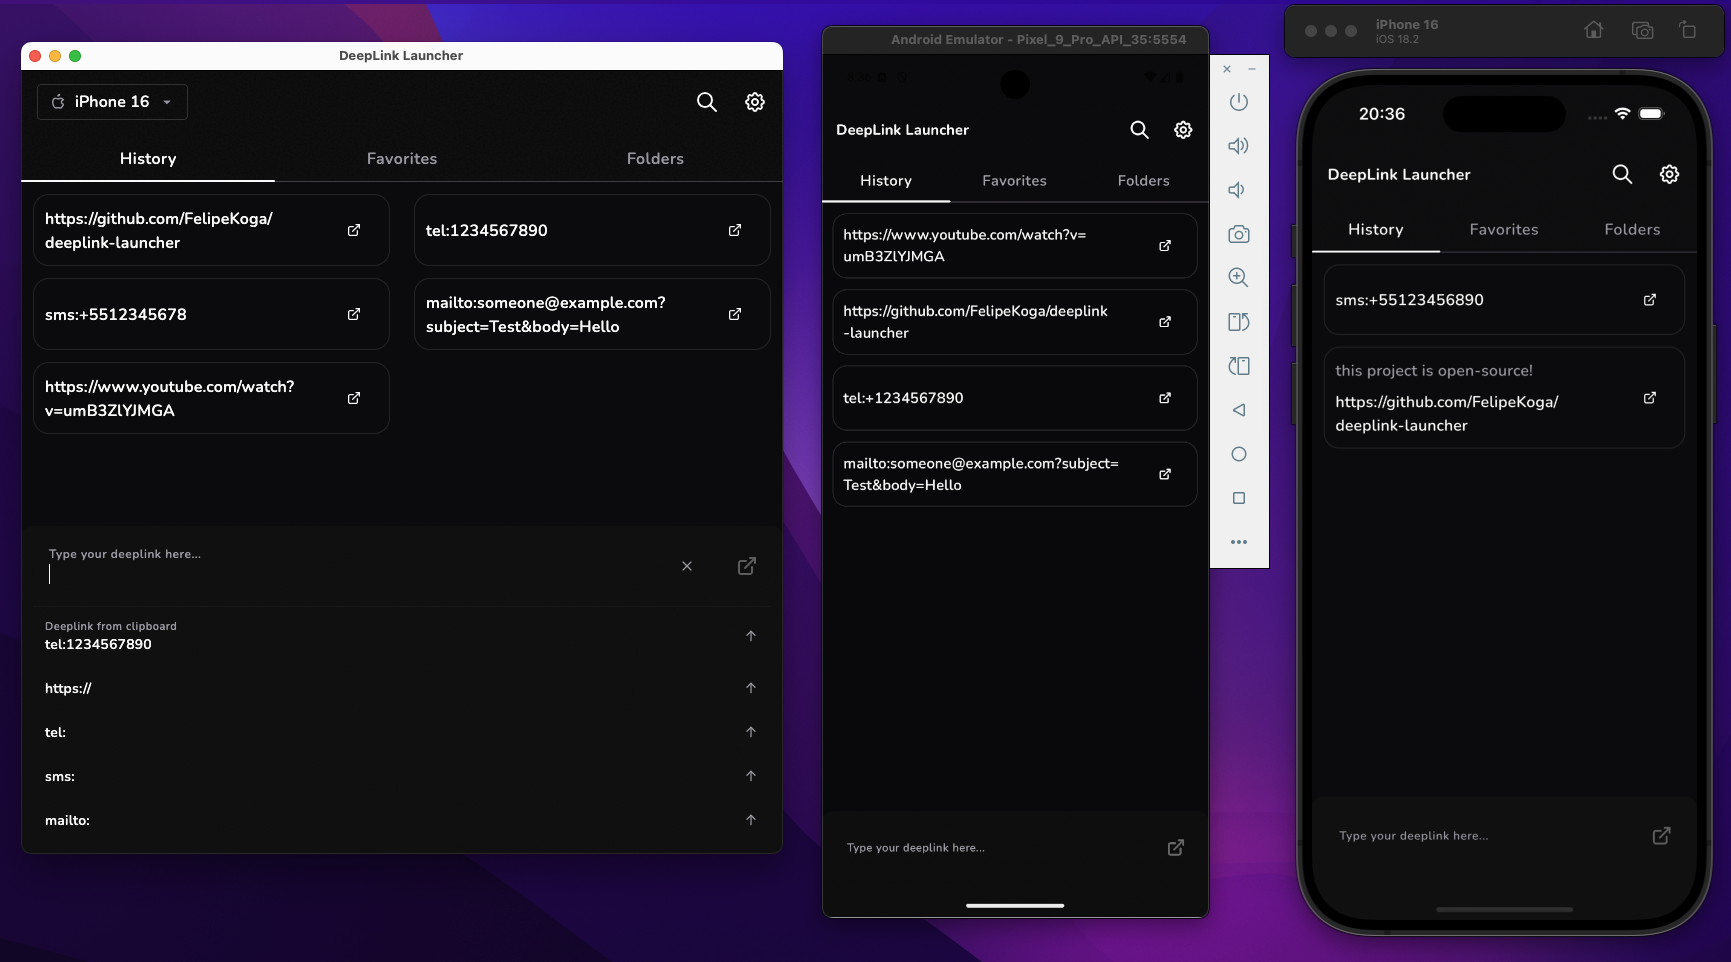 DeepLink Launcher
iPhone 16
History
Favorites
Folders
https://github.com/FelipeKoga/
deeplink-launcher
tel:1234567890
sms:+5512345678
mailto:someone@example.com?
subject=Test&body=Hello
https://www.youtube.com/watch?
v=umB3ZlYJMGA
Type your deeplink here...
Deeplink from clipboard
tel:1234567890
https://
tel:
sms:
mailto:
Android Emulator - Pixel_9_Pro_API_35:5554
DeepLink Launcher
History
Favorites
Folders
https://www.youtube.com/watch?v=
umB3ZlYJMGA
https://github.com/FelipeKoga/deeplink
-launcher
tel:+1234567890
mailto:someone@example.com?subject=
Test&body=Hello
Type your deeplink here...
iPhone 16
iOS 18.2
20:36
DeepLink Launcher
History
Favorites
Folders
sms:+55123456890
this project is open-source!
https://github.com/FelipeKoga/
deeplink-launcher
Type your deeplink here...